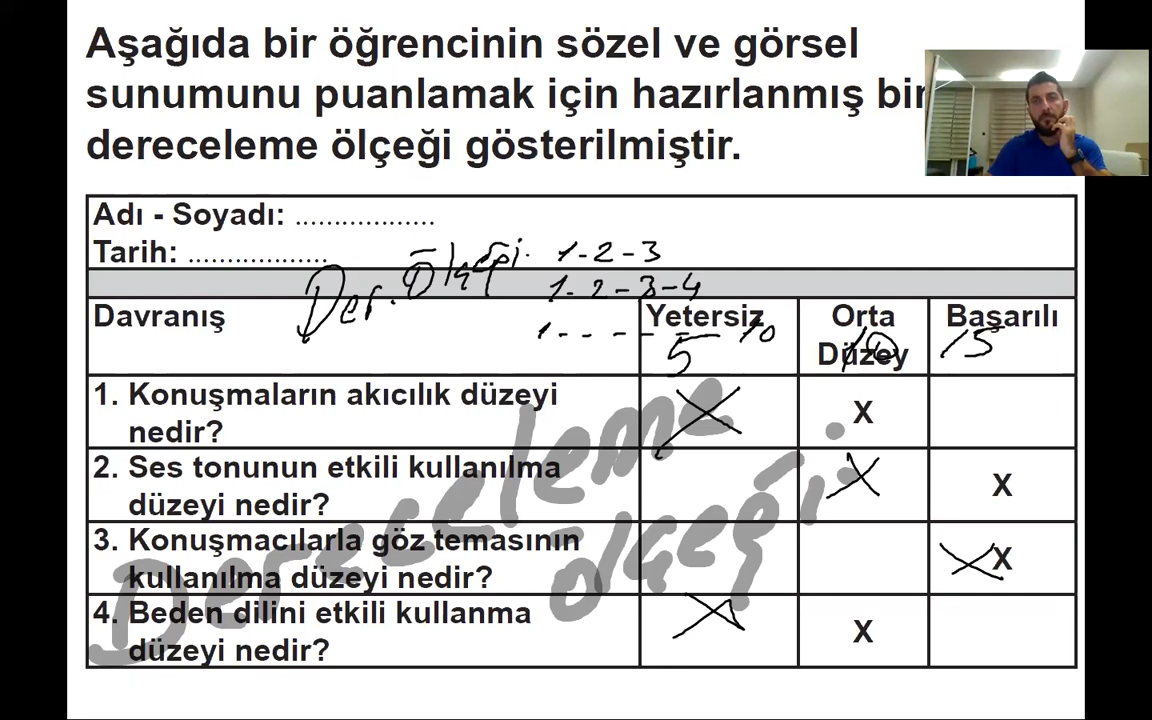 Aşağıda bir öğrencinin sözel ve görsel
sunumunu puanlamak için hazırlanmış bir
dereceleme ölçeği gösterilmiştir.
Adı - Soyadı: ..................
Tarih: ..................
Der. Ölçeği. 1-2-3
1-2-3-4
1- - - - - - 10
Davranış Yetersiz Orta Düzey Başarılı
5 10 15
1. Konuşmaların akıcılık düzeyi
nedir? X X
2. Ses tonunun etkili kullanılma
düzeyi nedir? X X
3. Konuşmacılarla göz temasının
kullanılma düzeyi nedir? X X
4. Beden dilini etkili kullanma
düzeyi nedir? X X
Dereceleme
ölçeği.